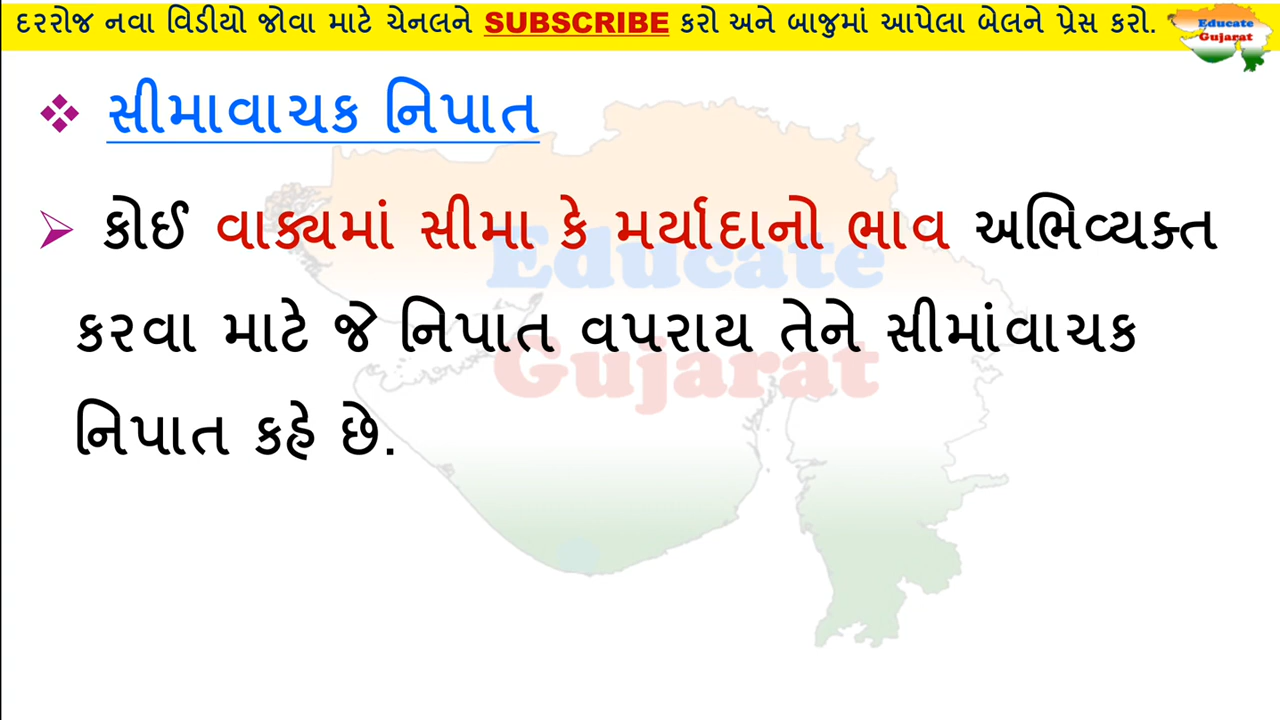 દરરોજ નવા વિડીયો જોવા માટે ચેનલને SUBSCRIBE કરો અને બાજુમાં આપેલા બેલને પ્રેસ કરો.
Educate
Gujarat
❖ સીમાવાચક નિપાત
➢ કોઈ વાક્યમાં સીમા કે મર્યાદાનો ભાવ અભિવ્યક્ત
કરવા માટે જે નિપાત વપરાય તેને સીમાંવાચક
નિપાત કહે છે.
Educate
Gujarat